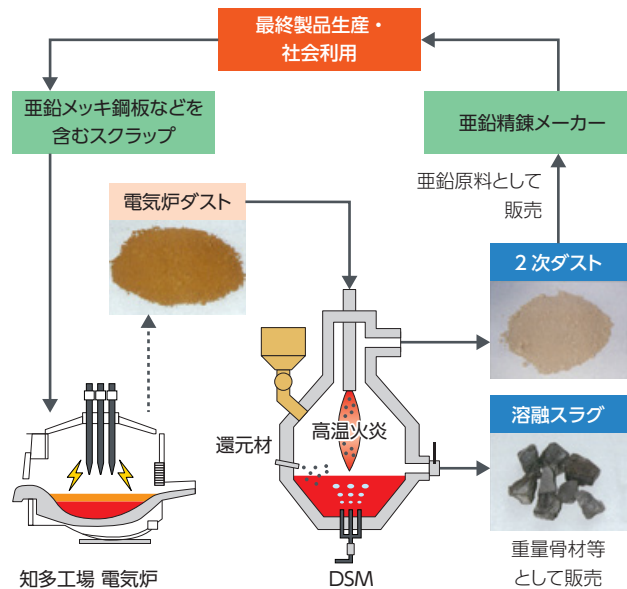 最終製品生産・
社会利用
亜鉛メッキ鋼板などを
含むスクラップ
亜鉛精錬メーカー
亜鉛原料として
販売
電気炉ダスト
2次ダスト
溶融スラグ
高温火炎
還元材
重量骨材等
として販売
知多工場 電気炉
DSM